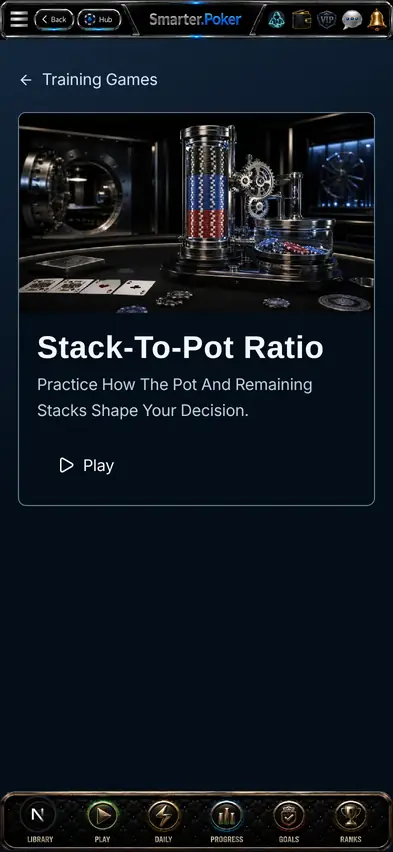 Back
Hub
Smarter.Poker
VIP
Training Games
Stack-To-Pot Ratio
Practice How The Pot And Remaining
Stacks Shape Your Decision.
Play
N
LIBRARY
PLAY
DAILY
PROGRESS
GOALS
RANKS